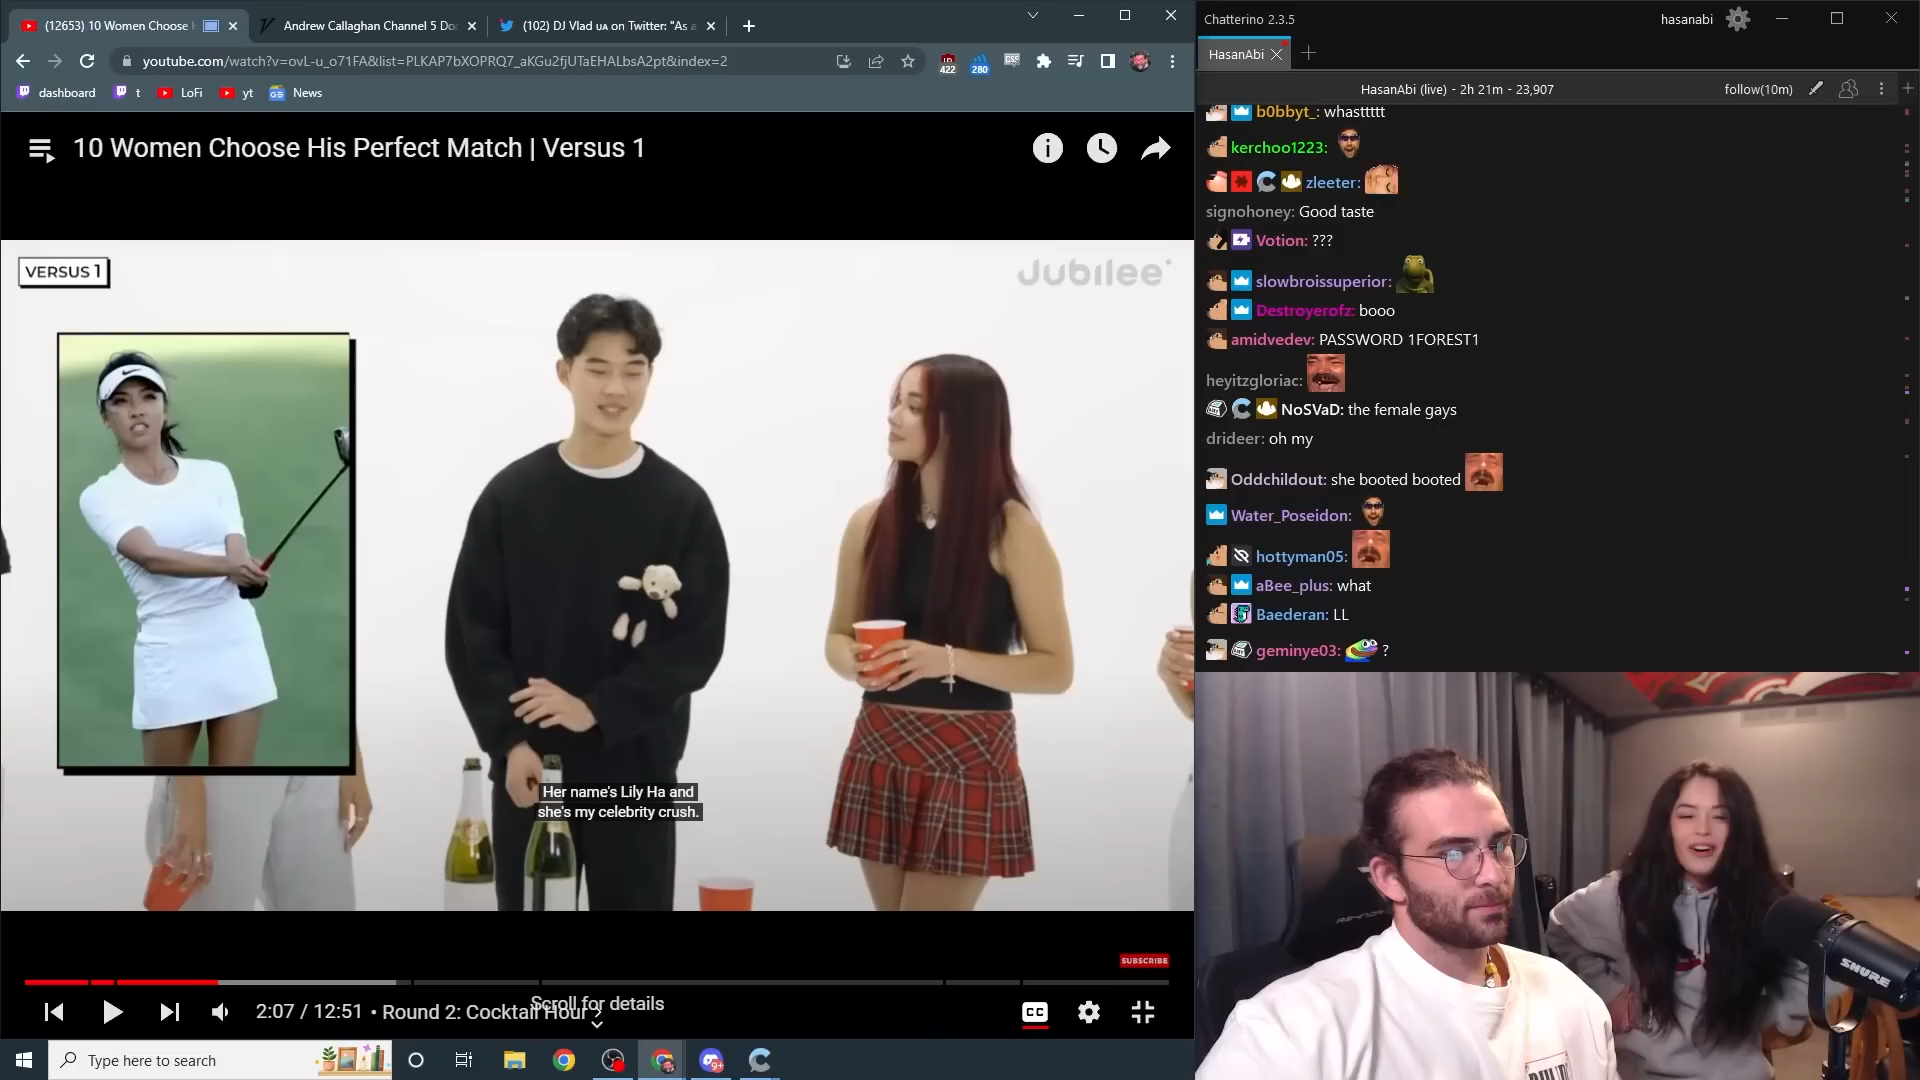 (12653) 10 Women Choose
Andrew Callaghan Channel 5 Do
(102) DJ Vlad UA on Twitter: "As a
youtube.com/watch?v=ovL-u_o71FA&list=PLKAP7bXOPRQ7_aKGu2fjUTaEHALbsA2pt&index=2
422
280
dashboard
t
LoFi
yt
News
10 Women Choose His Perfect Match | Versus 1
VERSUS 1
Jubilee
Her name's Lily Ha and
she's my celebrity crush.
SUBSCRIBE
2:07 / 12:51 • Round 2: Cocktail Hour
Scroll for details
CC
Type here to search
9+
Chatterino 2.3.5
hasanabi
HasanAbi
HasanAbi (live) - 2h 21m - 23,907
follow(10m)
b0bbyt_: whasttttt
kerchoo1223:
zleeter:
signohoney: Good taste
Votion: ???
slowbroissuperior:
Destroyerofz: booo
amidvedev: PASSWORD 1FOREST1
heyitzgloriac:
NoSVaD: the female gays
drideer: oh my
Oddchildout: she booted booted
Water_Poseidon:
hottyman05:
aBee_plus: what
Baederan: LL
geminye03: ?
SHURE